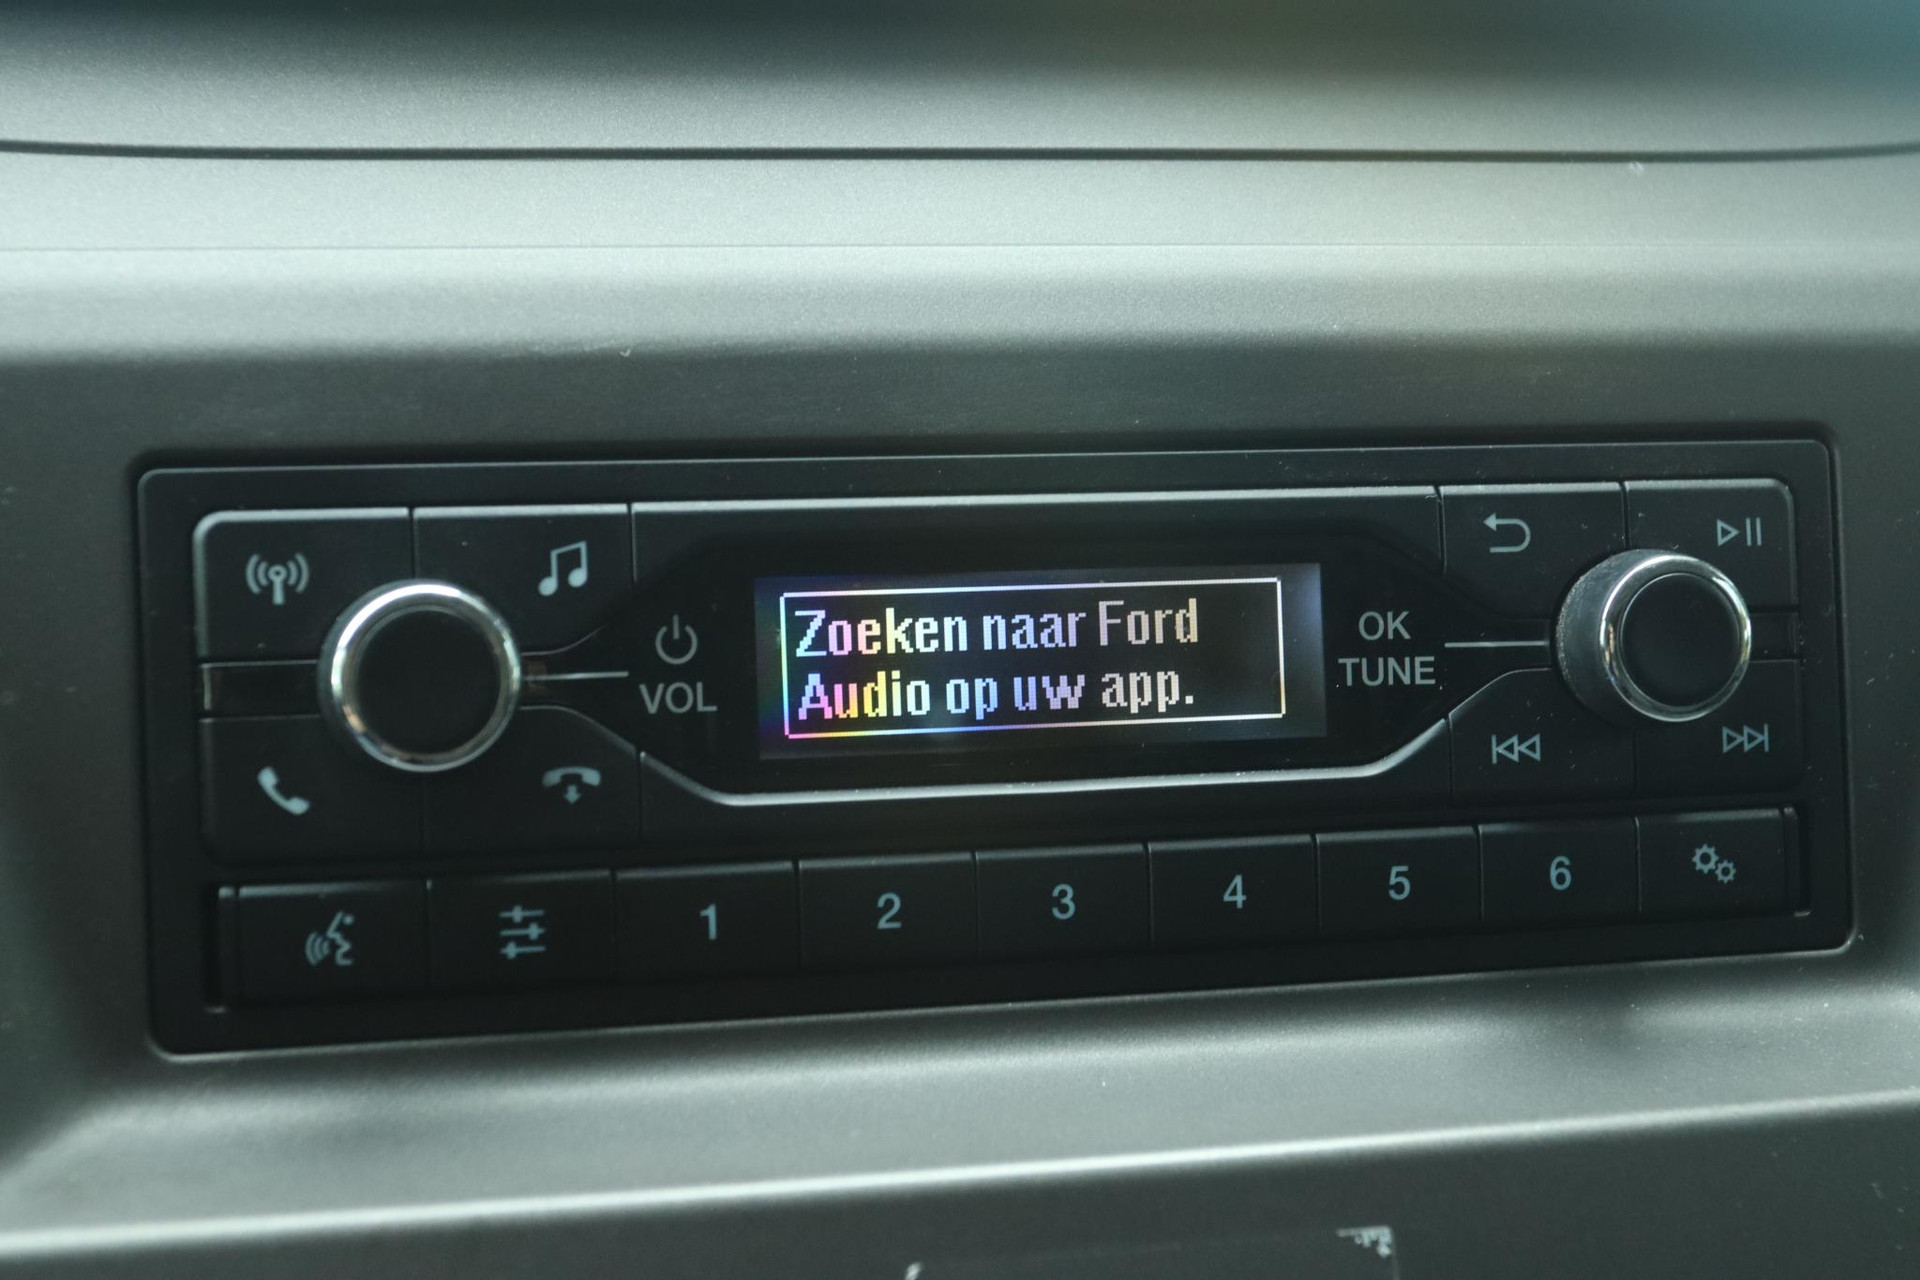 Zoeken naar Ford
Audio op uw app.
VOL
OK
TUNE
1
2
3
4
5
6